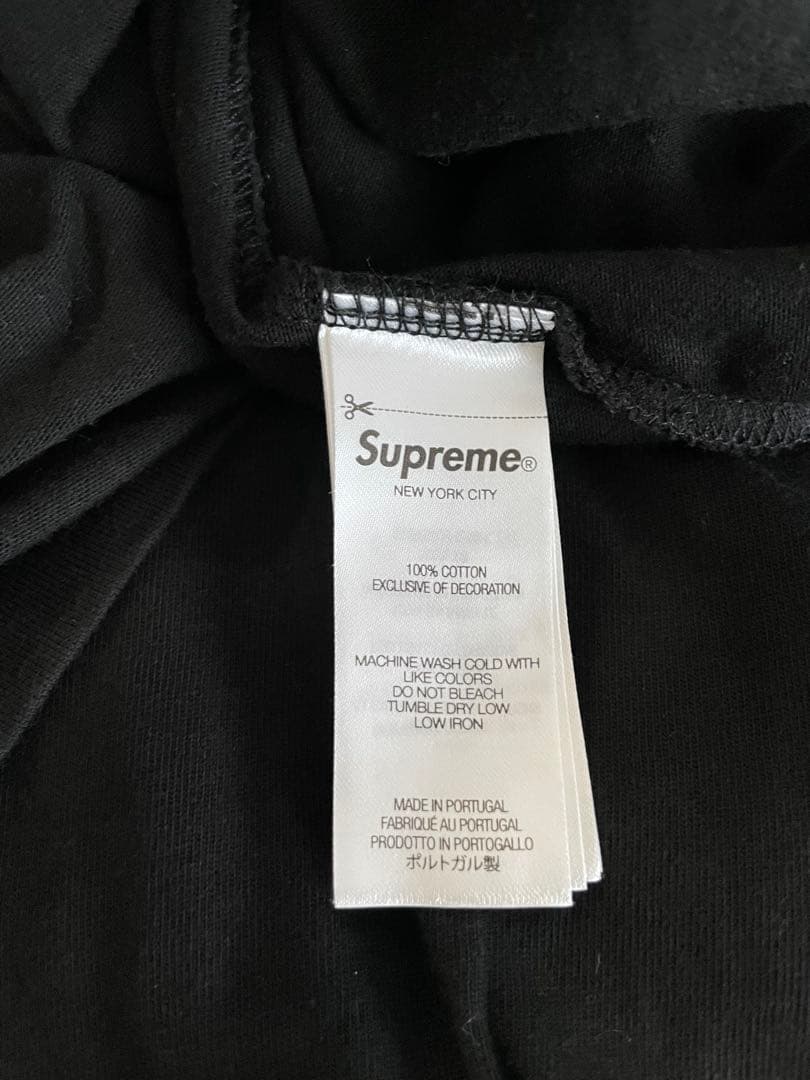 Supreme®
NEW YORK CITY
100% COTTON
EXCLUSIVE OF DECORATION
MACHINE WASH COLD WITH
LIKE COLORS
DO NOT BLEACH
TUMBLE DRY LOW
LOW IRON
MADE IN PORTUGAL
FABRIQUÉ AU PORTUGAL
PRODOTTO IN PORTOGALLO
ポルトガル製